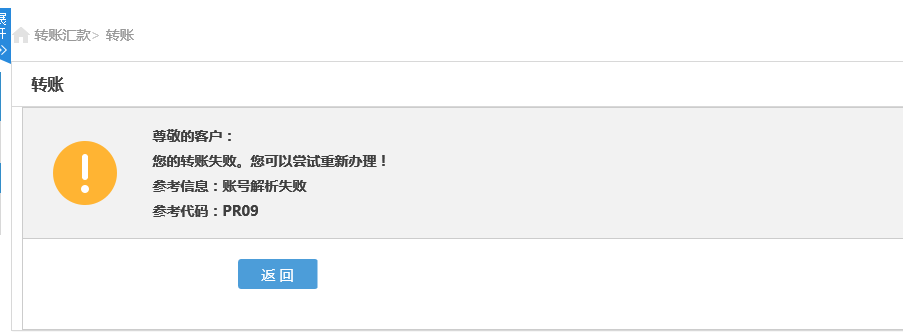 展开
转账汇款> 转账
转账
尊敬的客户：
您的转账失败。您可以尝试重新办理！
参考信息：账号解析失败
参考代码：PR09
返 回